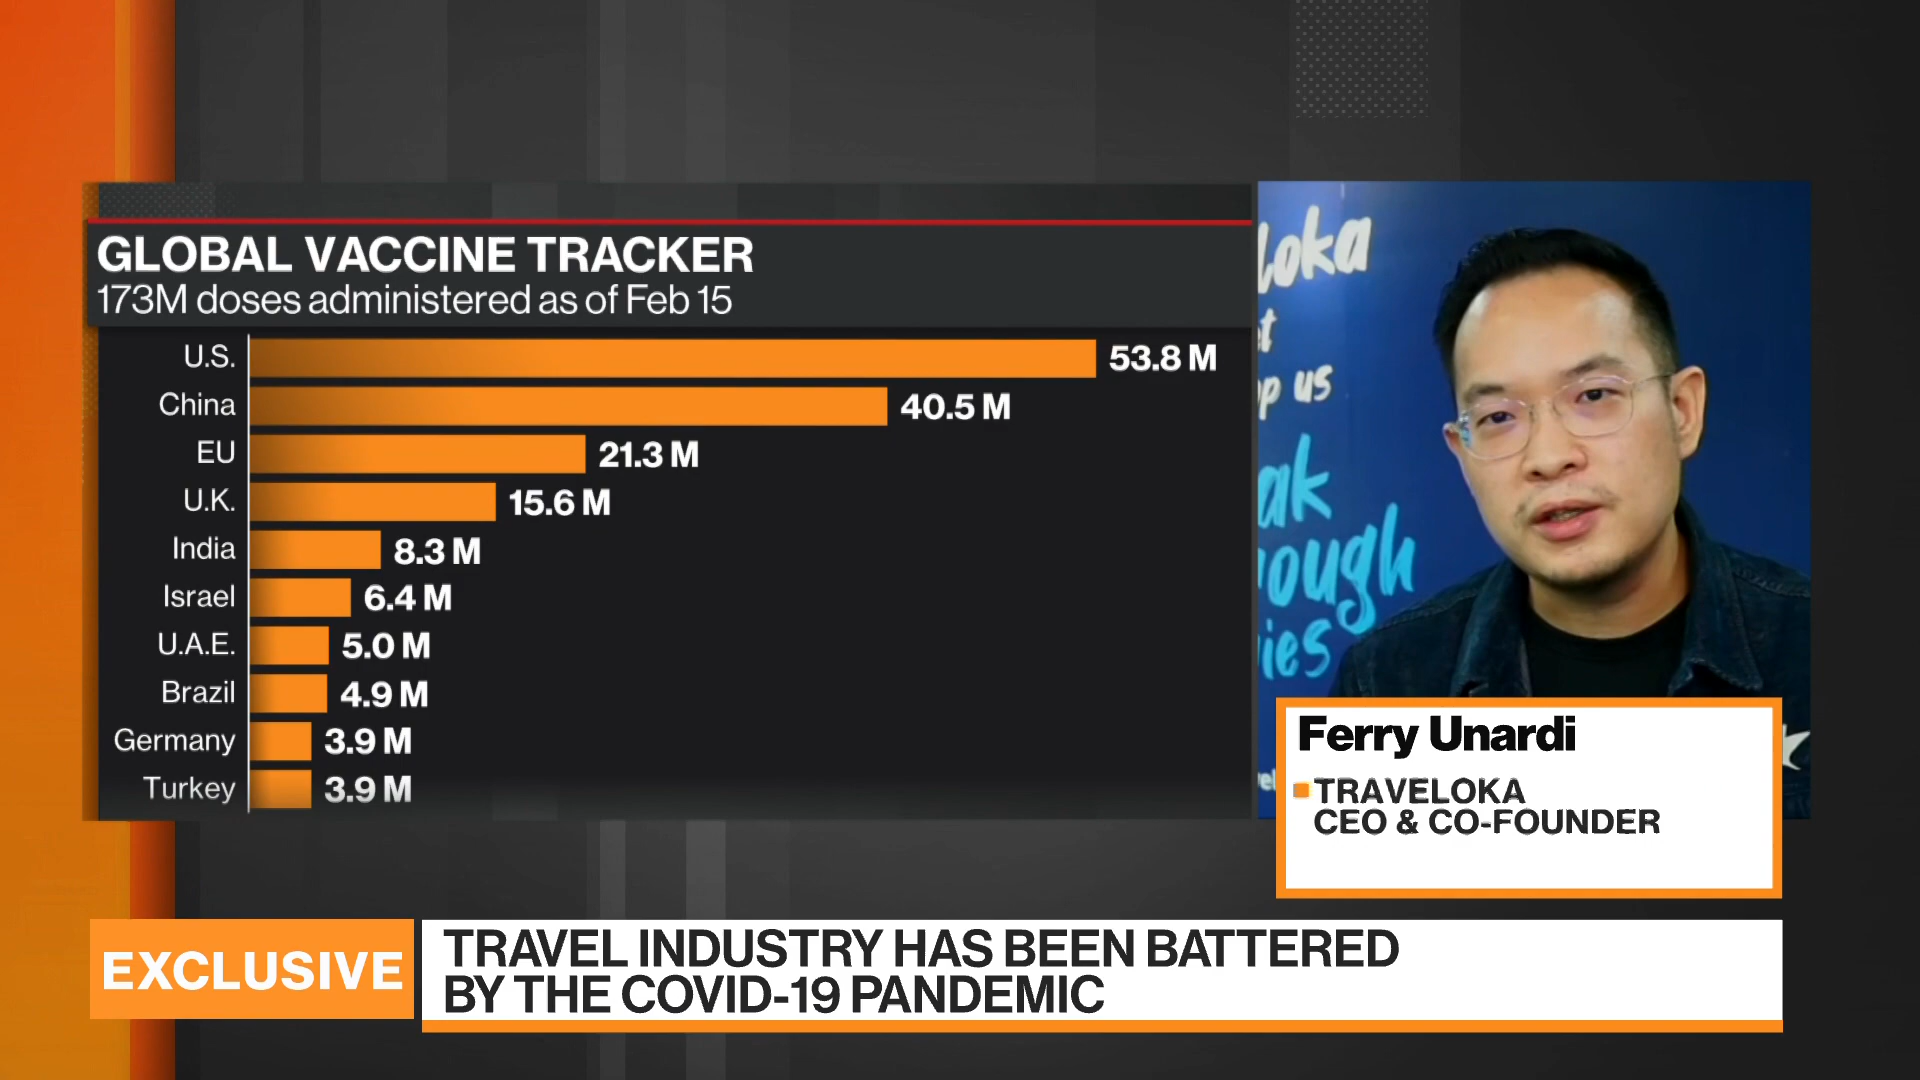 GLOBAL VACCINE TRACKER
173M doses administered as of Feb 15
U.S. 53.8 M
China 40.5 M
EU 21.3 M
U.K. 15.6 M
India 8.3 M
Israel 6.4 M
U.A.E. 5.0 M
Brazil 4.9 M
Germany 3.9 M
Turkey 3.9 M
loka
us
Ferry Unardi
TRAVELOKA
CEO & CO-FOUNDER
EXCLUSIVE
TRAVEL INDUSTRY HAS BEEN BATTERED
BY THE COVID-19 PANDEMIC